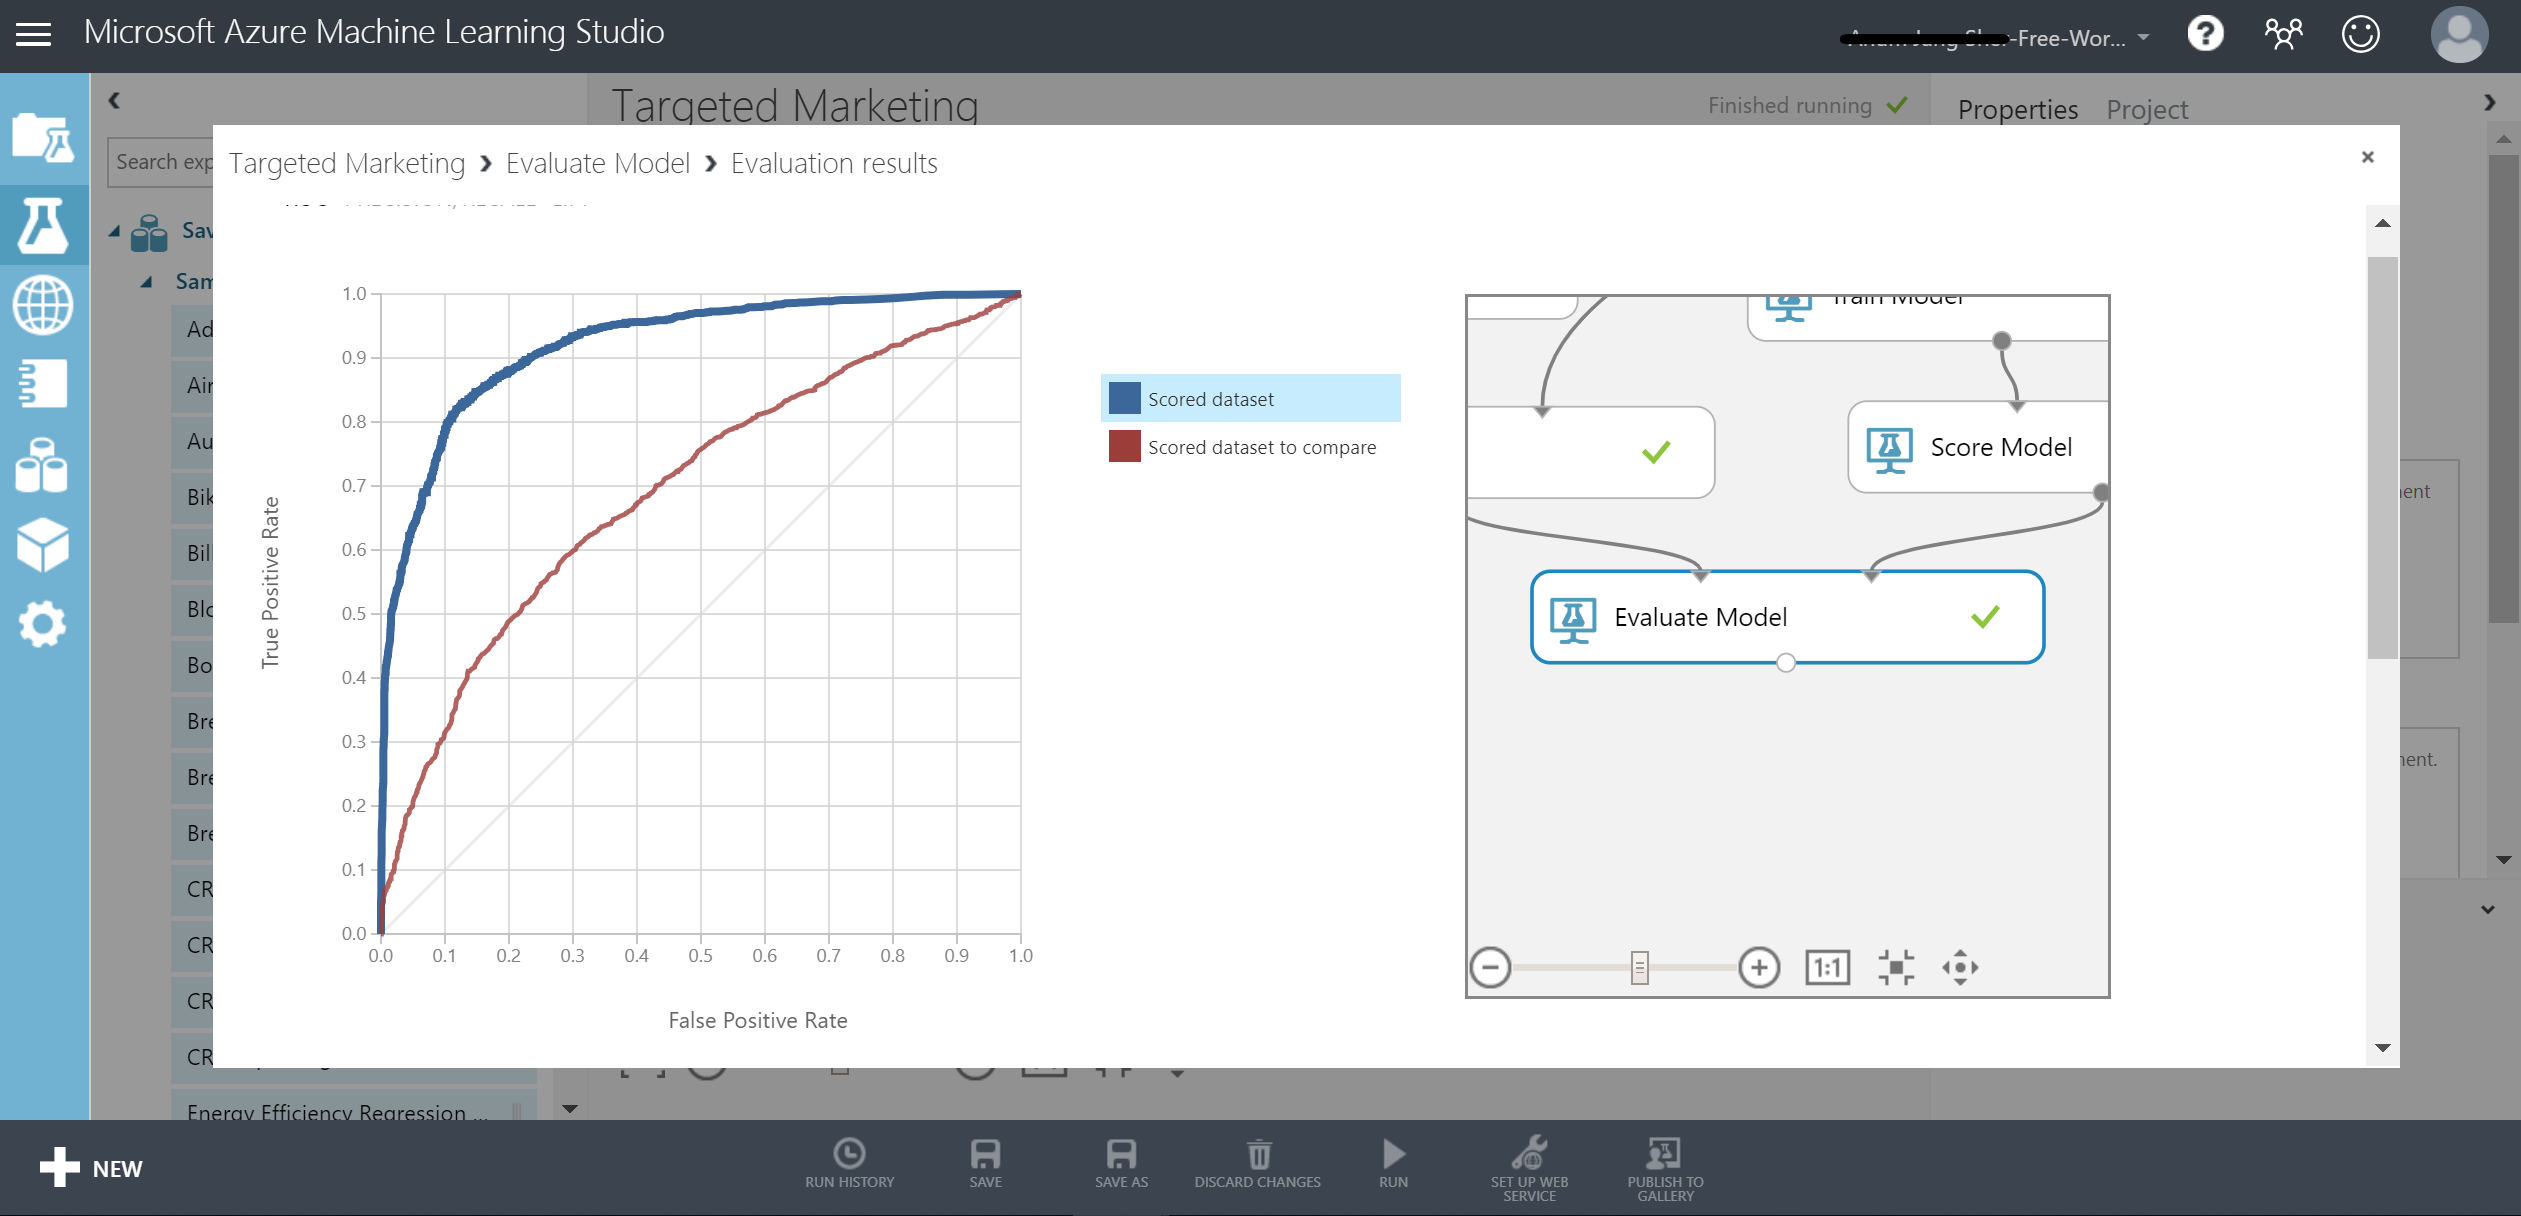 Microsoft Azure Machine Learning Studio
-Free-Wor...
Targeted Marketing
Finished running
Properties Project
Search exp
Targeted Marketing Evaluate Model Evaluation results
Sav
Sam
Ad
Air
Au
Bik
Bill
Blo
Bo
Bre
Bre
Bre
CR
CR
CR
CR
Energy Efficiency Regression ...
1.0
0.9
0.8
0.7
0.6
0.5
0.4
0.3
0.2
0.1
0.0
True Positive Rate
0.0 0.1 0.2 0.3 0.4 0.5 0.6 0.7 0.8 0.9 1.0
False Positive Rate
Scored dataset
Scored dataset to compare
Train Model
Score Model
Evaluate Model
1:1
ent
ent.
NEW
RUN HISTORY
SAVE
SAVE AS
DISCARD CHANGES
RUN
SET UP WEB
SERVICE
PUBLISH TO
GALLERY